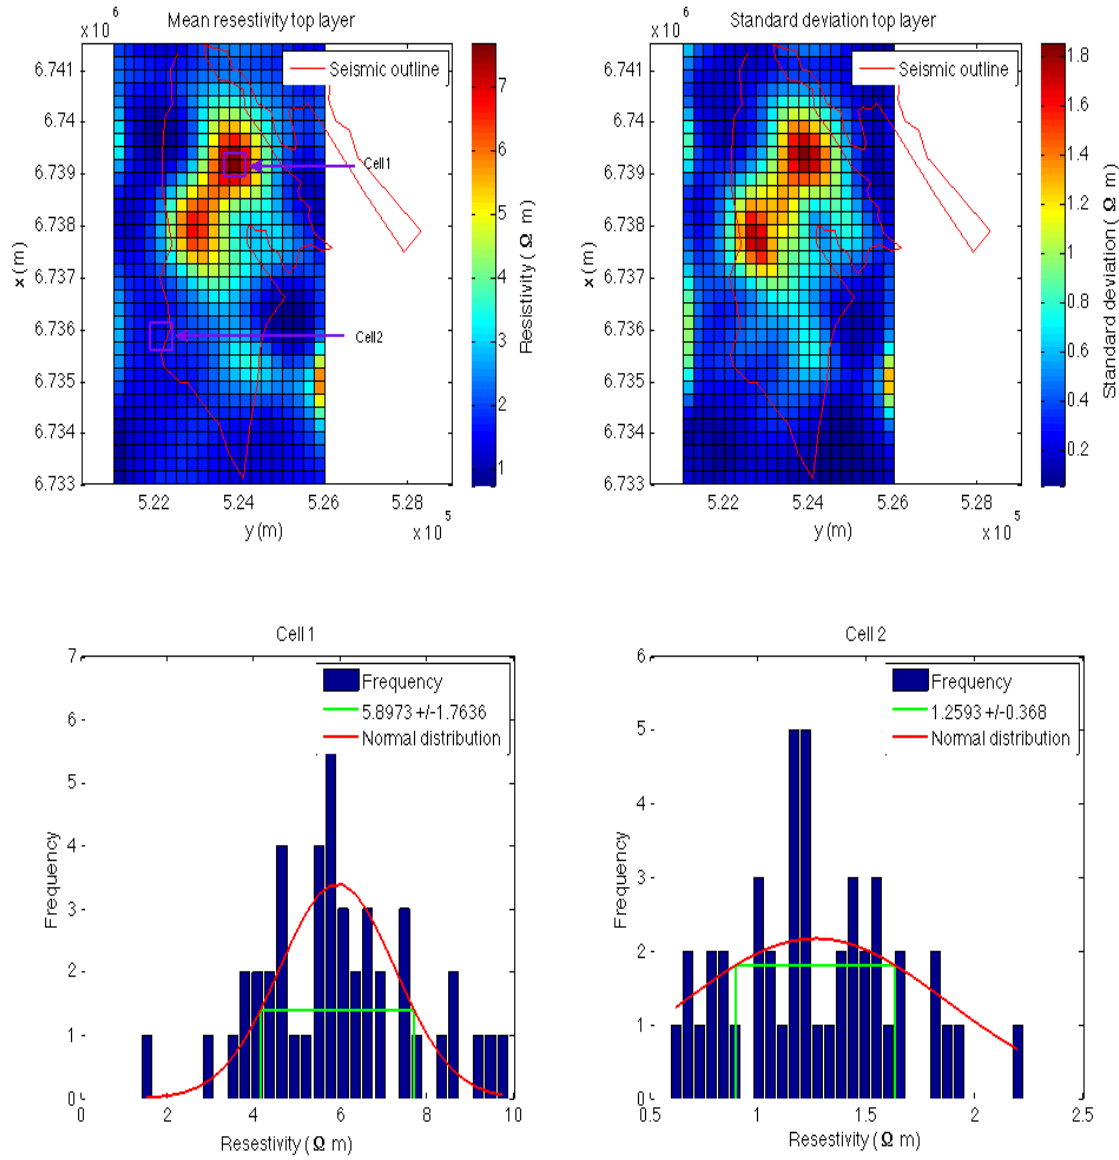 Mean resestivity top layer
x 10^6
6.741
6.74
6.739
6.738
6.737
6.736
6.735
6.734
6.733
x (m)
5.22
5.24
5.26
5.28
y (m)
x 10^5
Seismic outline
Cell1
Cell2
7
6
5
4
3
2
1
Resistivity ( Ω m)
Standard deviation top layer
x 10^6
6.741
6.74
6.739
6.738
6.737
6.736
6.735
6.734
6.733
x (m)
5.22
5.24
5.26
5.28
y (m)
x 10^5
Seismic outline
1.8
1.6
1.4
1.2
1
0.8
0.6
0.4
0.2
Standard deviation ( Ω m)
Cell 1
7
6
5
4
3
2
1
0
Frequency
0
2
4
6
8
10
Resestivity ( Ω m)
Frequency
5.8973 +/-1.7636
Normal distribution
Cell 2
6
5
4
3
2
1
0
Frequency
0.5
1
1.5
2
2.5
Resestivity ( Ω m)
Frequency
1.2593 +/-0.368
Normal distribution